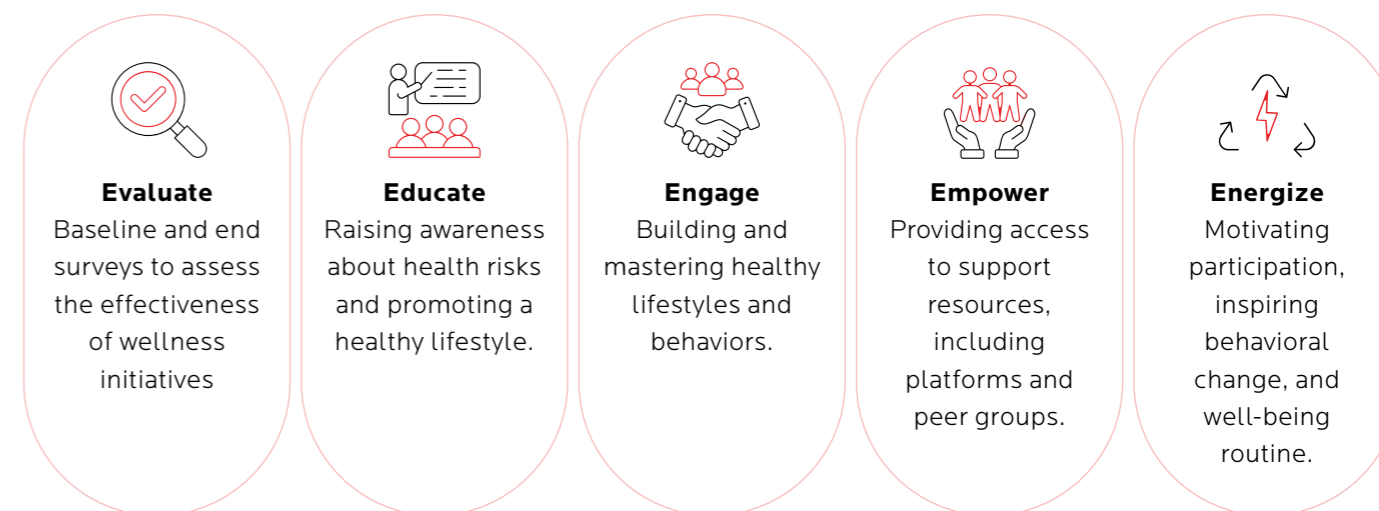 Evaluate
Baseline and end
surveys to assess
the effectiveness
of wellness
initiatives
Educate
Raising awareness
about health risks
and promoting a
healthy lifestyle.
Engage
Building and
mastering healthy
lifestyles and
behaviors.
Empower
Providing access
to support
resources,
including
platforms and
peer groups.
Energize
Motivating
participation,
inspiring
behavioral
change, and
well-being
routine.